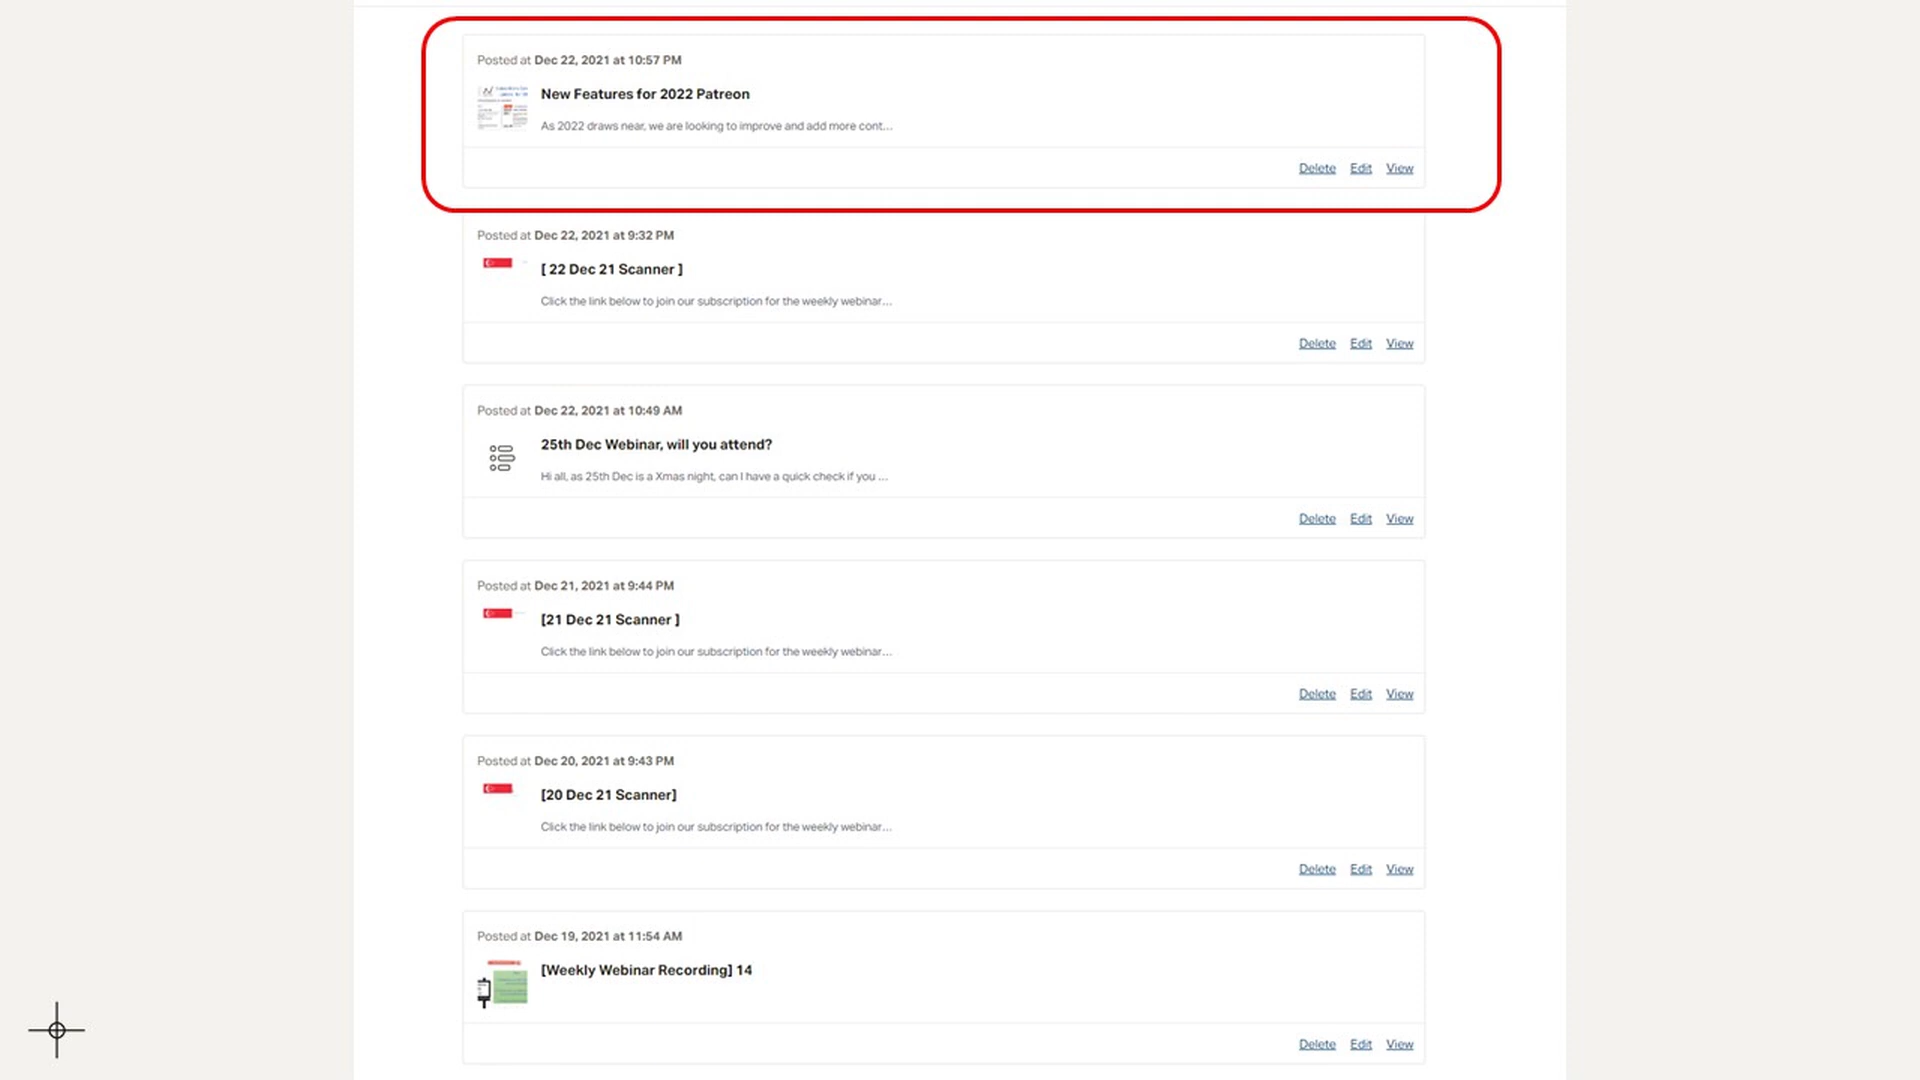 Posted at Dec 22, 2021 at 10:57 PM
New Features for 2022 Patreon
As 2022 draws near, we are looking to improve and add more cont...
Delete Edit View
Posted at Dec 22, 2021 at 9:32 PM
[ 22 Dec 21 Scanner ]
Click the link below to join our subscription for the weekly webinar...
Delete Edit View
Posted at Dec 22, 2021 at 10:49 AM
25th Dec Webinar, will you attend?
Hi all, as 25th Dec is a Xmas night, can I have a quick check if you ...
Delete Edit View
Posted at Dec 21, 2021 at 9:44 PM
[21 Dec 21 Scanner ]
Click the link below to join our subscription for the weekly webinar...
Delete Edit View
Posted at Dec 20, 2021 at 9:43 PM
[20 Dec 21 Scanner]
Click the link below to join our subscription for the weekly webinar...
Delete Edit View
Posted at Dec 19, 2021 at 11:54 AM
[Weekly Webinar Recording] 14
Delete Edit View